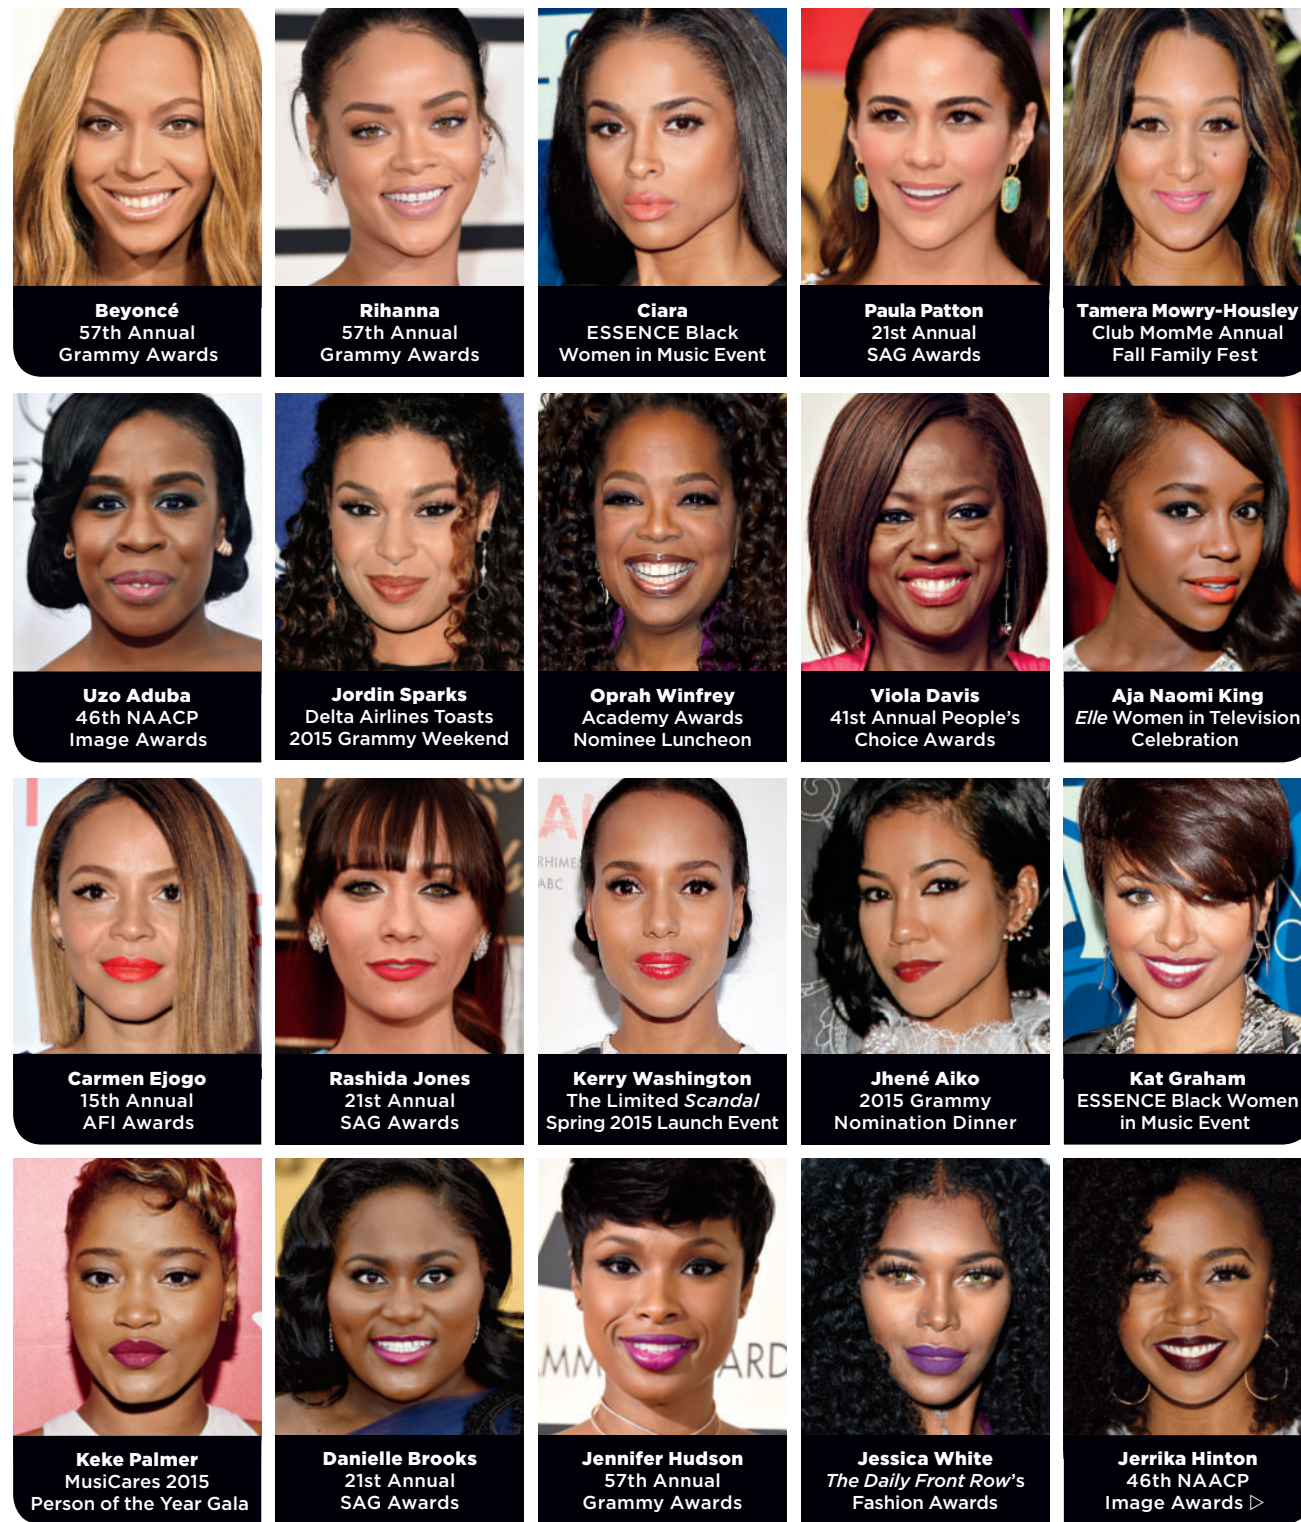 Beyoncé
57th Annual
Grammy Awards
Rihanna
57th Annual
Grammy Awards
Ciara
ESSENCE Black
Women in Music Event
Paula Patton
21st Annual
SAG Awards
Tamera Mowry-Housley
Club MomMe Annual
Fall Family Fest
Uzo Aduba
46th NAACP
Image Awards
Jordin Sparks
Delta Airlines Toasts
2015 Grammy Weekend
Oprah Winfrey
Academy Awards
Nominee Luncheon
Viola Davis
41st Annual People's
Choice Awards
Aja Naomi King
Elle Women in Television
Celebration
RHIME
ABC
Carmen Ejogo
15th Annual
AFI Awards
Rashida Jones
21st Annual
SAG Awards
Kerry Washington
The Limited Scandal
Spring 2015 Launch Event
Jhené Aiko
2015 Grammy
Nomination Dinner
Kat Graham
ESSENCE Black Women
in Music Event
MM ARD
Keke Palmer
MusiCares 2015
Person of the Year Gala
Danielle Brooks
21st Annual
SAG Awards
Jennifer Hudson
57th Annual
Grammy Awards
Jessica White
The Daily Front Row's
Fashion Awards
Jerrika Hinton
46th NAACP
Image Awards ▷